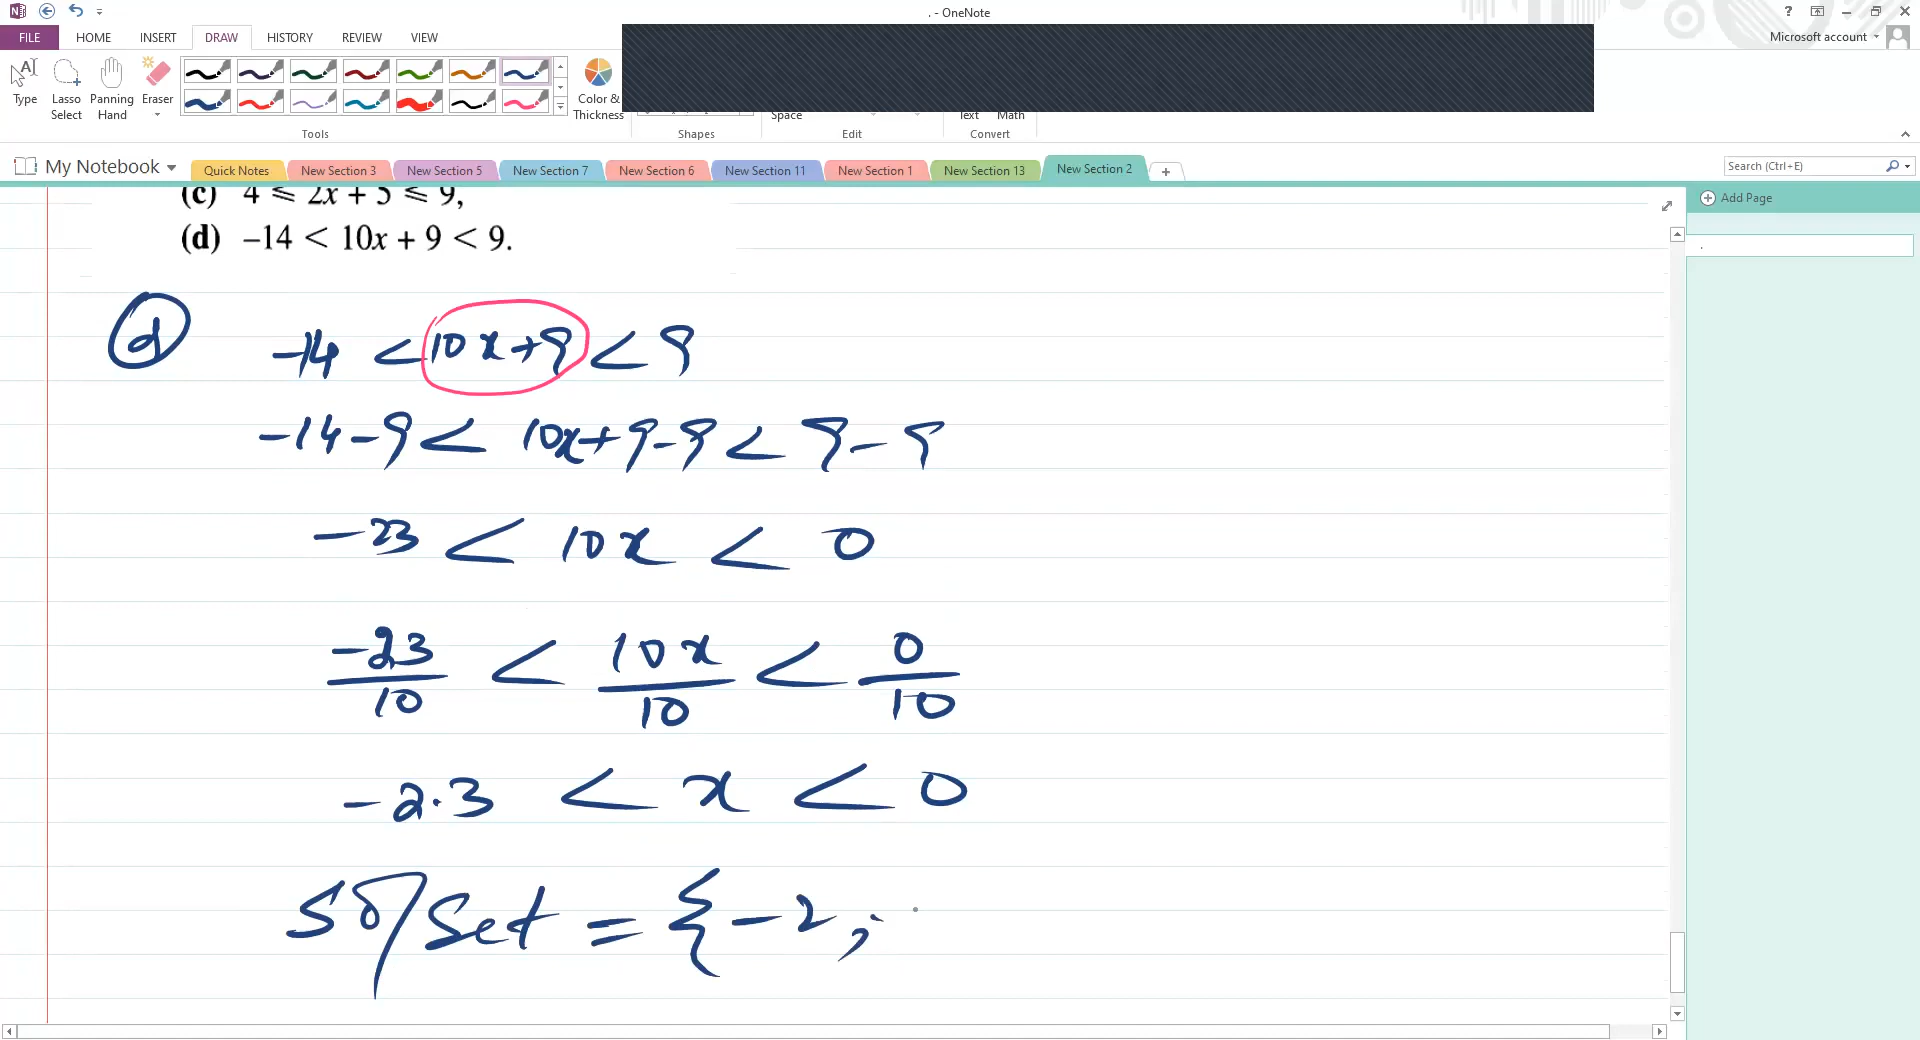 . - OneNote
?
FILE HOME INSERT DRAW HISTORY REVIEW VIEW
Microsoft account
Type Lasso Select Panning Hand Eraser
Color & Thickness
Space
Text Math
Tools Shapes Edit Convert
My Notebook Quick Notes New Section 3 New Section 5 New Section 7 New Section 6 New Section 11 New Section 1 New Section 13 New Section 2 +
Search (Ctrl+E)
Add Page
.
(c) 4 ⩽ 2x + 5 ⩽ 9,
(d) –14 < 10x + 9 < 9.
d -14 < 10x+9 < 9
-14-9 < 10x+9-9 < 9-9
-23 < 10x < 0
-23/10 < 10x/10 < 0/10
-2.3 < x < 0
Set = {-2,